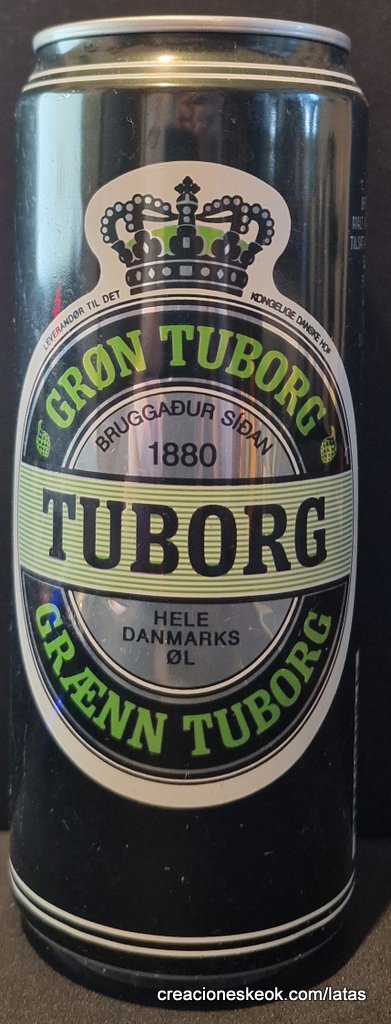 LEVERANDØR TIL DET KONGELIGE DANSKE HOF
GRØN TUBORG
BRUGGAÐUR SÍÐAN
1880
TUBORG
HELE
DANMARKS
ØL
GRÆNN TUBORG
creacioneskeok.com/latas